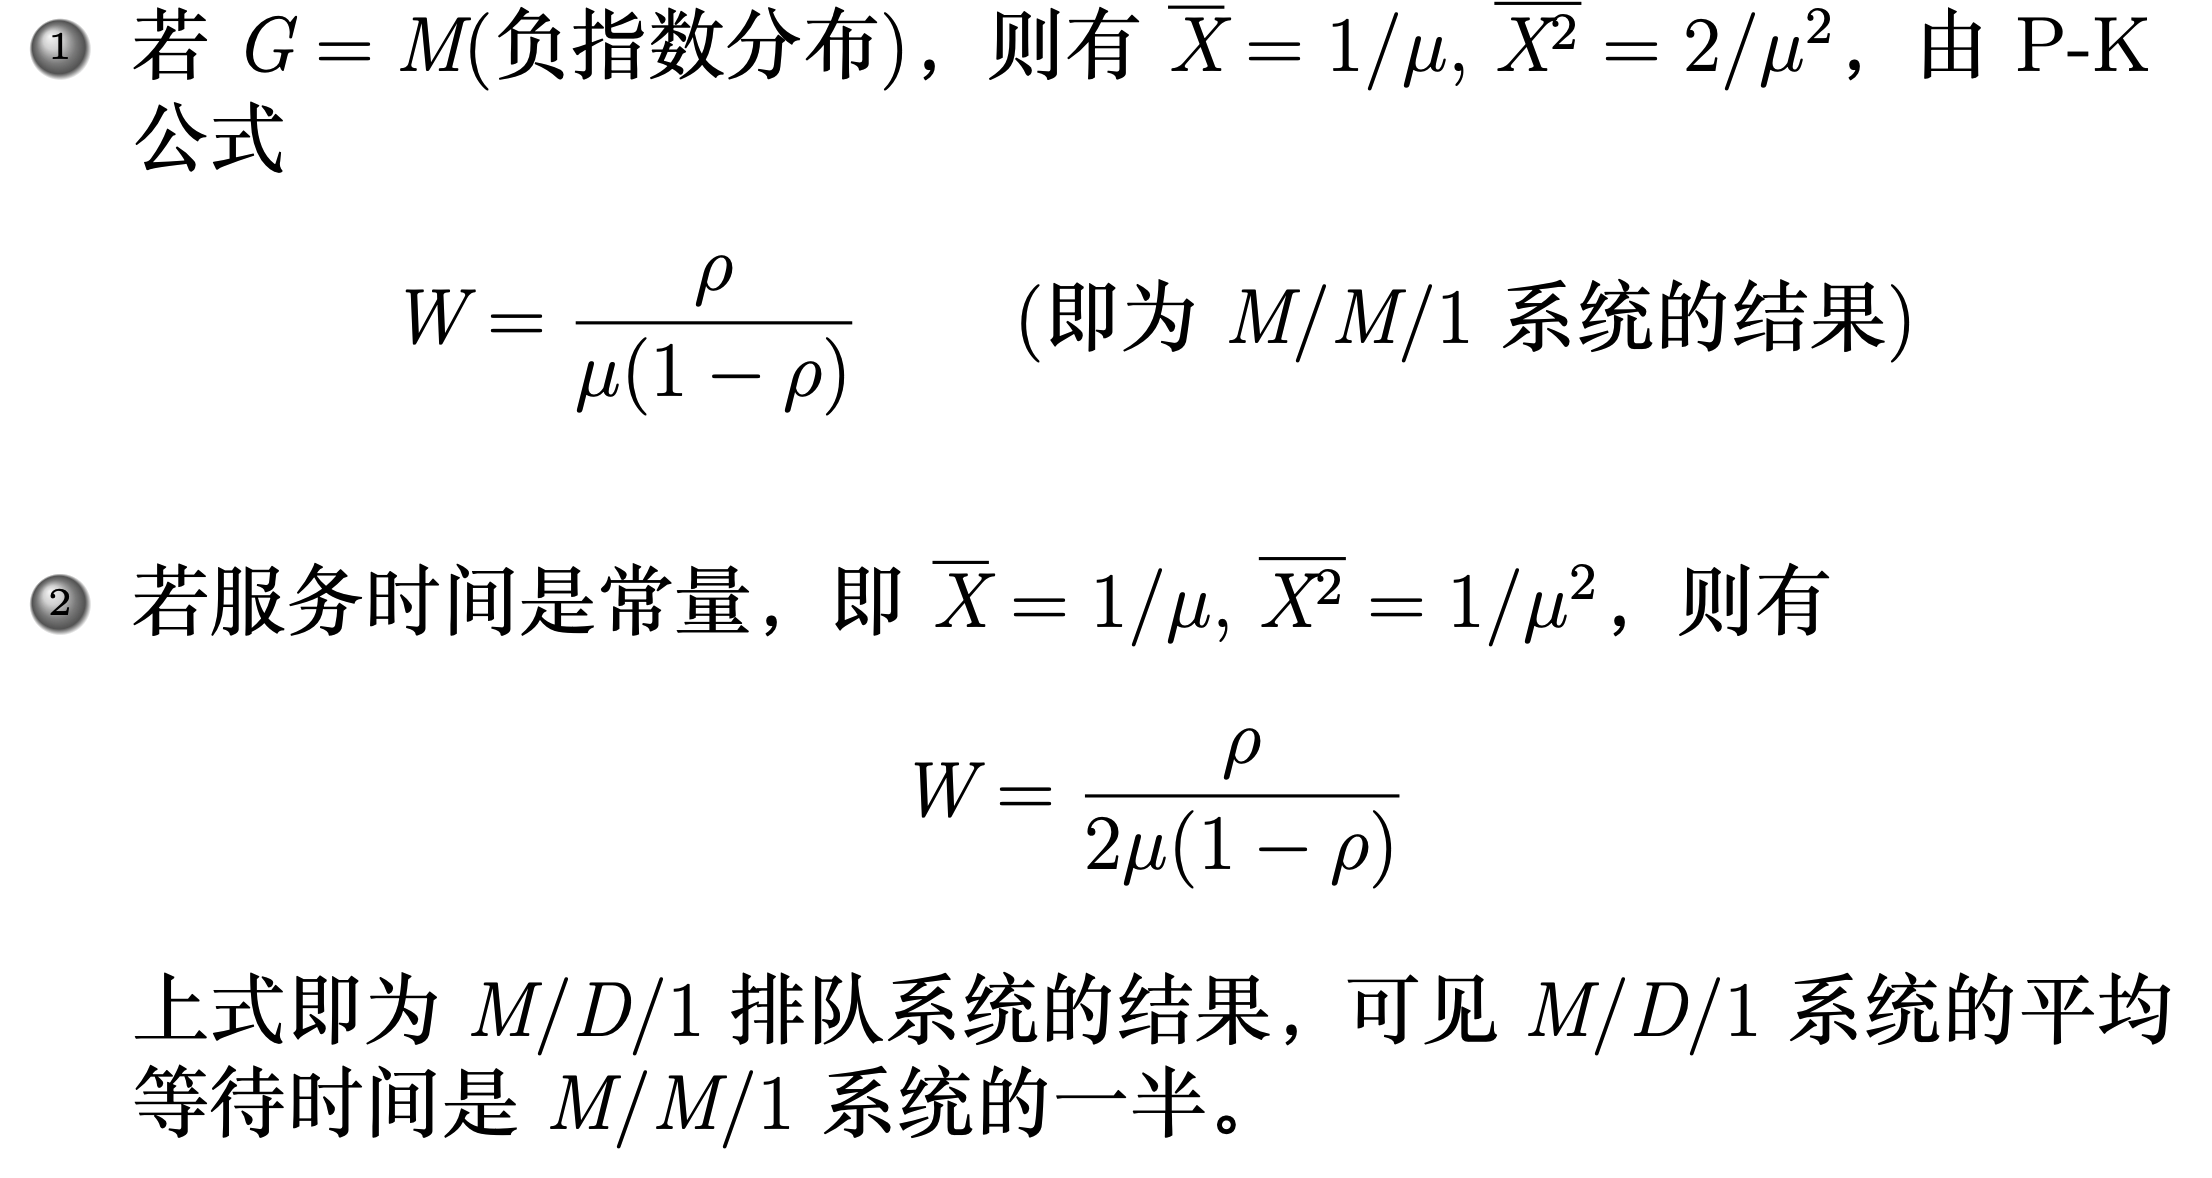 1 若 G = M(负指数分布)，则有 $\overline{X} = 1/\mu, \overline{X^2} = 2/\mu^2$，由 P-K
公式
$W = \frac{\rho}{\mu(1-\rho)}$ (即为 M/M/1 系统的结果)
2 若服务时间是常量，即 $\overline{X} = 1/\mu, \overline{X^2} = 1/\mu^2$，则有
$W = \frac{\rho}{2\mu(1-\rho)}$
上式即为 M/D/1 排队系统的结果，可见 M/D/1 系统的平均
等待时间是 M/M/1 系统的一半。